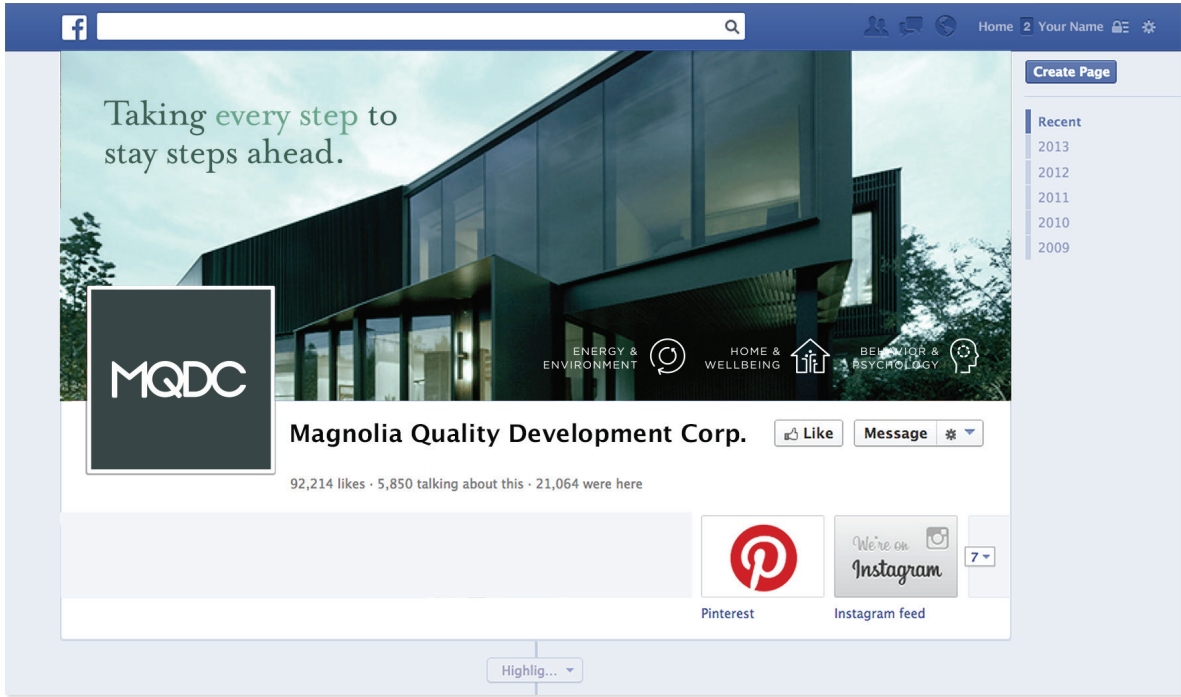 f
Home 2 Your Name
Create Page
Recent
2013
2012
2011
2010
2009
Taking every step to
stay steps ahead.
ENERGY &
ENVIRONMENT
HOME &
WELLBEING
BEHAVIOR &
PSYCHOLOGY
MQDC
Magnolia Quality Development Corp.
Like
Message
92,214 likes · 5,850 talking about this · 21,064 were here
We're on
Instagram
7
Pinterest
Instagram feed
Highlig...